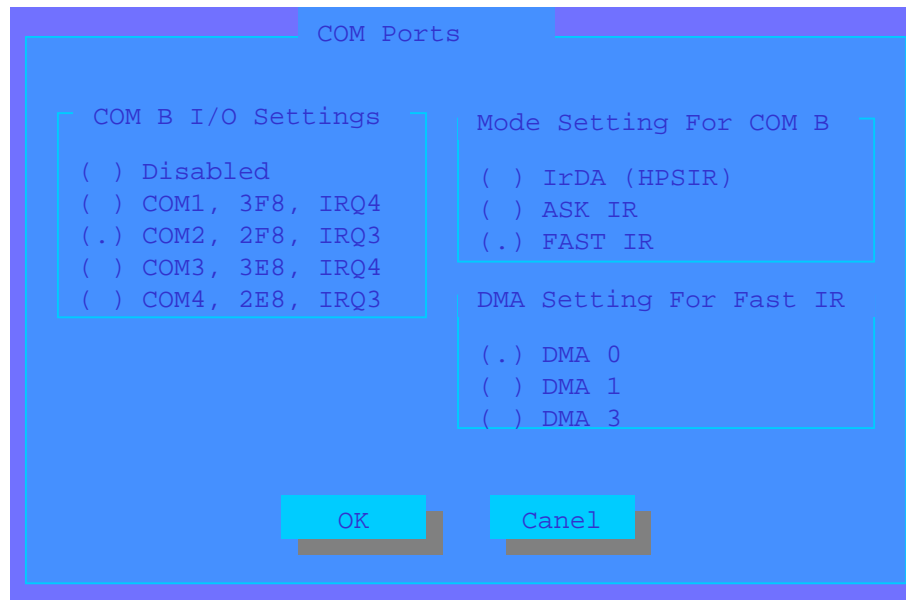 COM Ports
COM B I/O Settings
( ) Disabled
( ) COM1, 3F8, IRQ4
(.) COM2, 2F8, IRQ3
( ) COM3, 3E8, IRQ4
( ) COM4, 2E8, IRQ3
Mode Setting For COM B
( ) IrDA (HPSIR)
( ) ASK IR
(.) FAST IR
DMA Setting For Fast IR
(.) DMA 0
( ) DMA 1
( ) DMA 3
OK
Canel